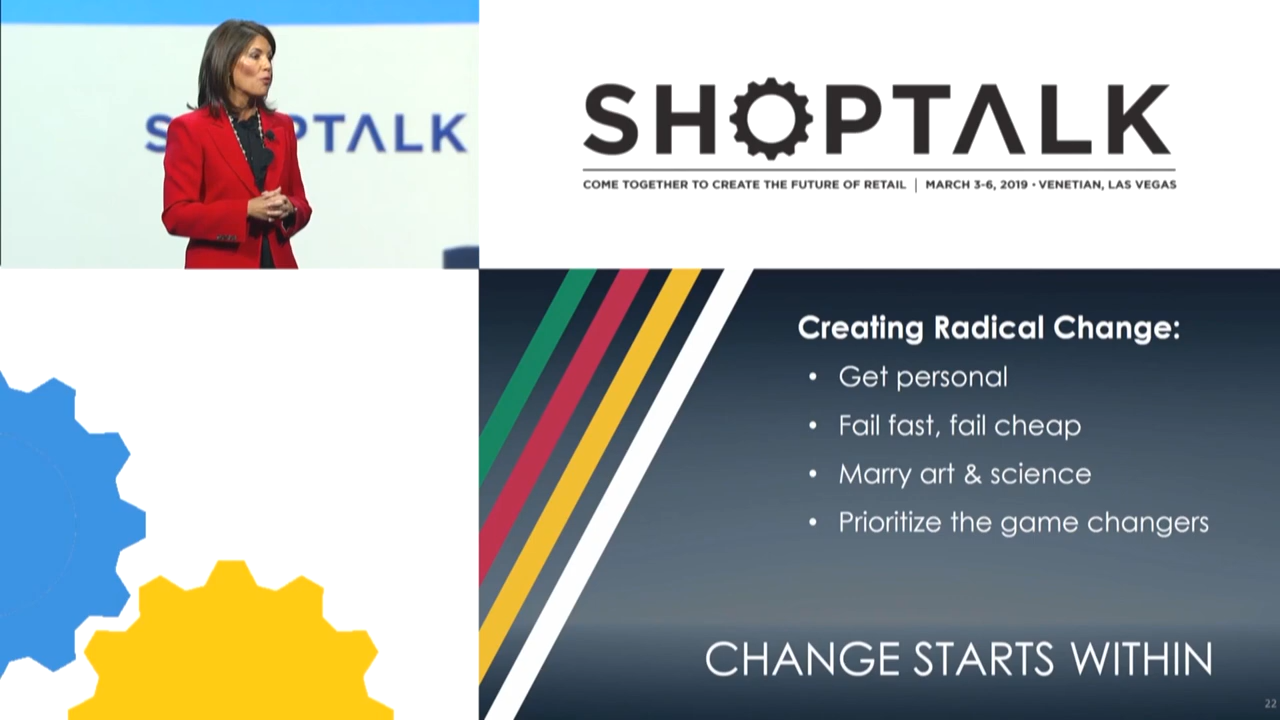 SHOPTALK
SHOPTALK
COME TOGETHER TO CREATE THE FUTURE OF RETAIL | MARCH 3-6, 2019 • VENETIAN, LAS VEGAS
Creating Radical Change:
• Get personal
• Fail fast, fail cheap
• Marry art & science
• Prioritize the game changers
CHANGE STARTS WITHIN
22